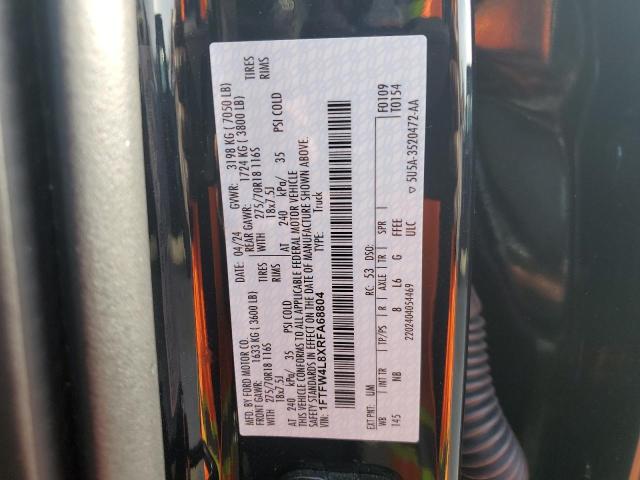 MFD. BY FORD MOTOR CO.
DATE: 04/24 GVWR: 3198 KG ( 7050 LB)
FRONT GAWR: 1633 KG ( 3600 LB) REAR GAWR: 1724 KG ( 3800 LB)
WITH 275/70R18 116S TIRES WITH 275/70R18 116S TIRES
18x7.5J RIMS 18x7.5J RIMS
AT 240 kPa/ 35 PSI COLD AT 240 kPa/ 35 PSI COLD
THIS VEHICLE CONFORMS TO ALL APPLICABLE FEDERAL MOTOR VEHICLE
SAFETY STANDARDS IN EFFECT ON THE DATE OF MANUFACTURE SHOWN ABOVE.
VIN: 1FTFW4L8XRFA68804 TYPE: Truck
F0109
T0154
EXT PNT: UM RC: 53 DSO:
WB INT TR TP/PS R AXLE TR SPR
145 NB 8 L6 G FFEE
ULC
2202404054469 5U5A-3520472-AA